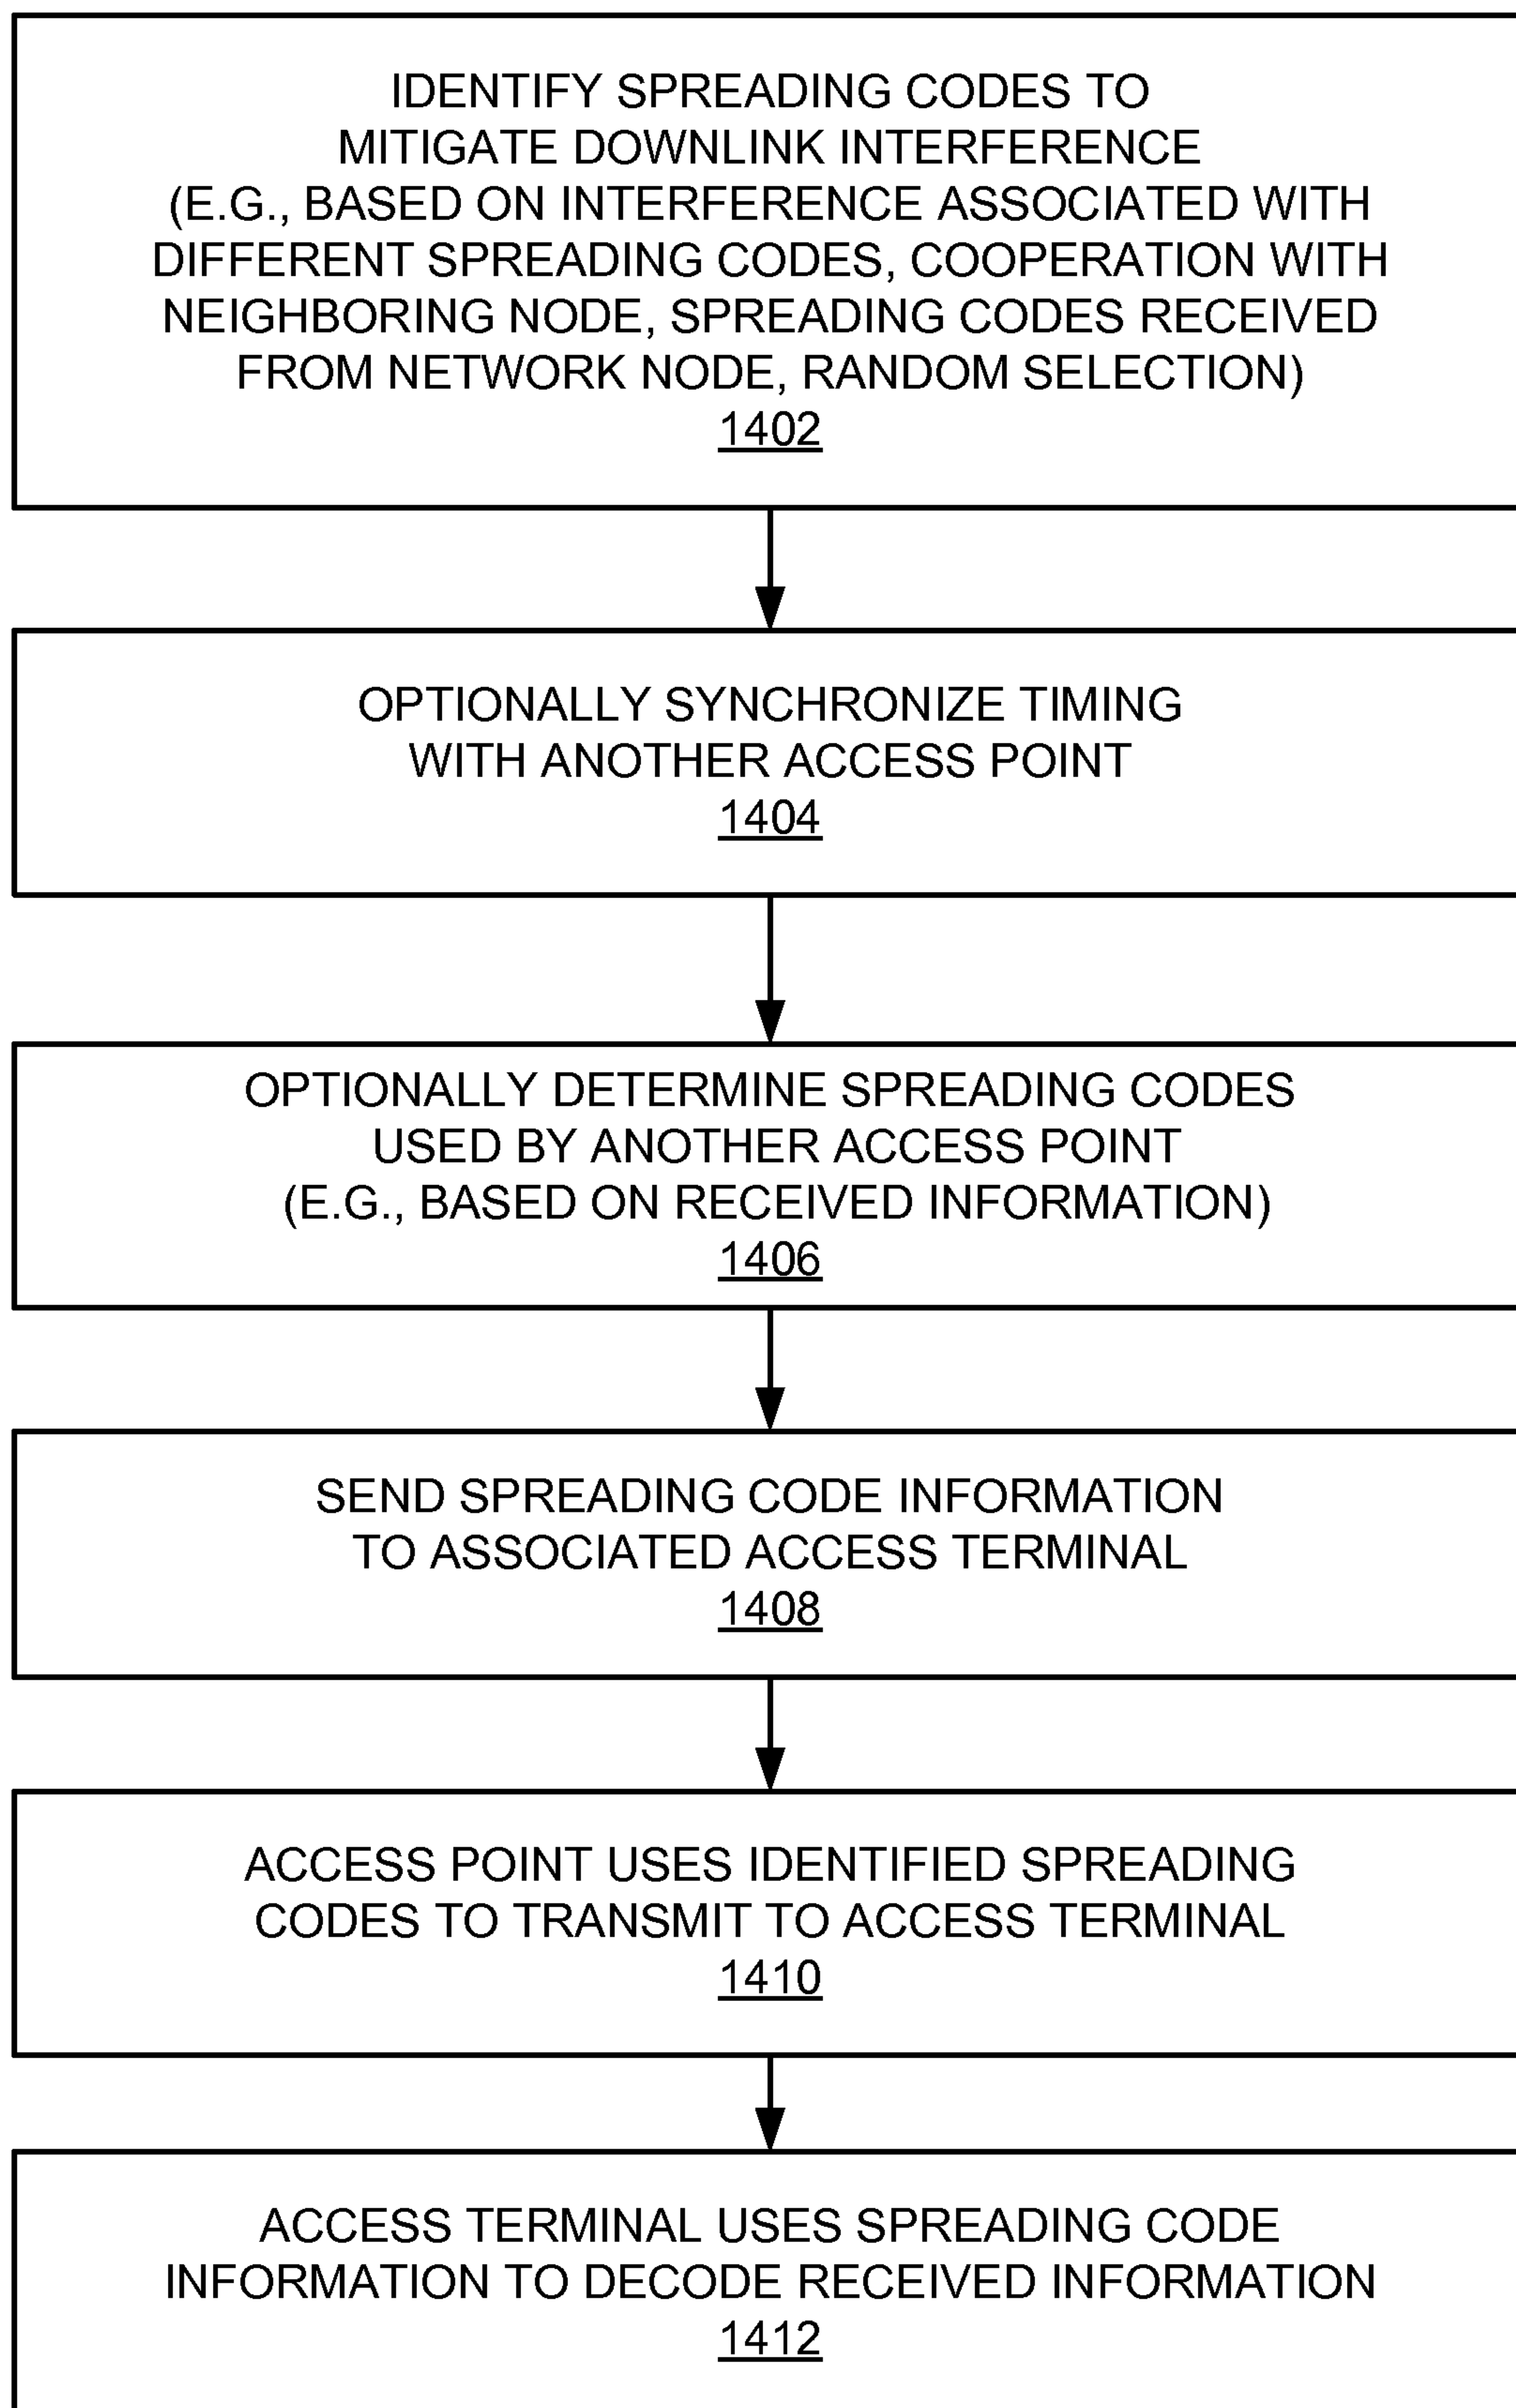 IDENTIFY SPREADING CODES TO
MITIGATE DOWNLINK INTERFERENCE
(E.G., BASED ON INTERFERENCE ASSOCIATED WITH
DIFFERENT SPREADING CODES, COOPERATION WITH
NEIGHBORING NODE, SPREADING CODES RECEIVED
FROM NETWORK NODE, RANDOM SELECTION)
1402
OPTIONALLY SYNCHRONIZE TIMING
WITH ANOTHER ACCESS POINT
1404
OPTIONALLY DETERMINE SPREADING CODES
USED BY ANOTHER ACCESS POINT
(E.G., BASED ON RECEIVED INFORMATION)
1406
SEND SPREADING CODE INFORMATION
TO ASSOCIATED ACCESS TERMINAL
1408
ACCESS POINT USES IDENTIFIED SPREADING
CODES TO TRANSMIT TO ACCESS TERMINAL
1410
ACCESS TERMINAL USES SPREADING CODE
INFORMATION TO DECODE RECEIVED INFORMATION
1412